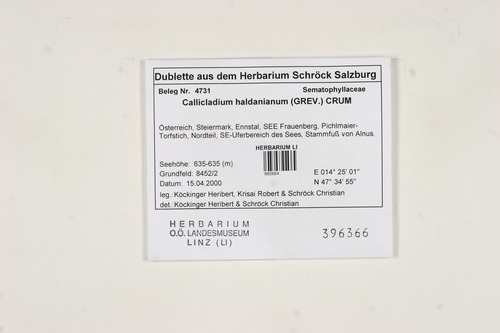 Dublette aus dem Herbarium Schröck Salzburg
Beleg Nr. 4731 Sematophyllaceae
Callicladium haldanianum (GREV.) CRUM
Österreich, Steiermark, Ennstal, SEE Frauenberg, Pichlmaier-
Torfstich, Nordteil, SE-Uferbereich des Sees, Stammfuß von Alnus.
HERBARIUM LI
Seehöhe: 635-635 (m)
E 014° 25' 01"
Grundfeld: 8452/2
682664
Datum: 15.04.2000
N 47° 34' 55"
leg.: Köckinger Heribert, Krisai Robert & Schröck Christian
det.: Köckinger Heribert & Schröck Christian
HERBARIUM
O.Ö. LANDESMUSEUM
LINZ (LI)
396366